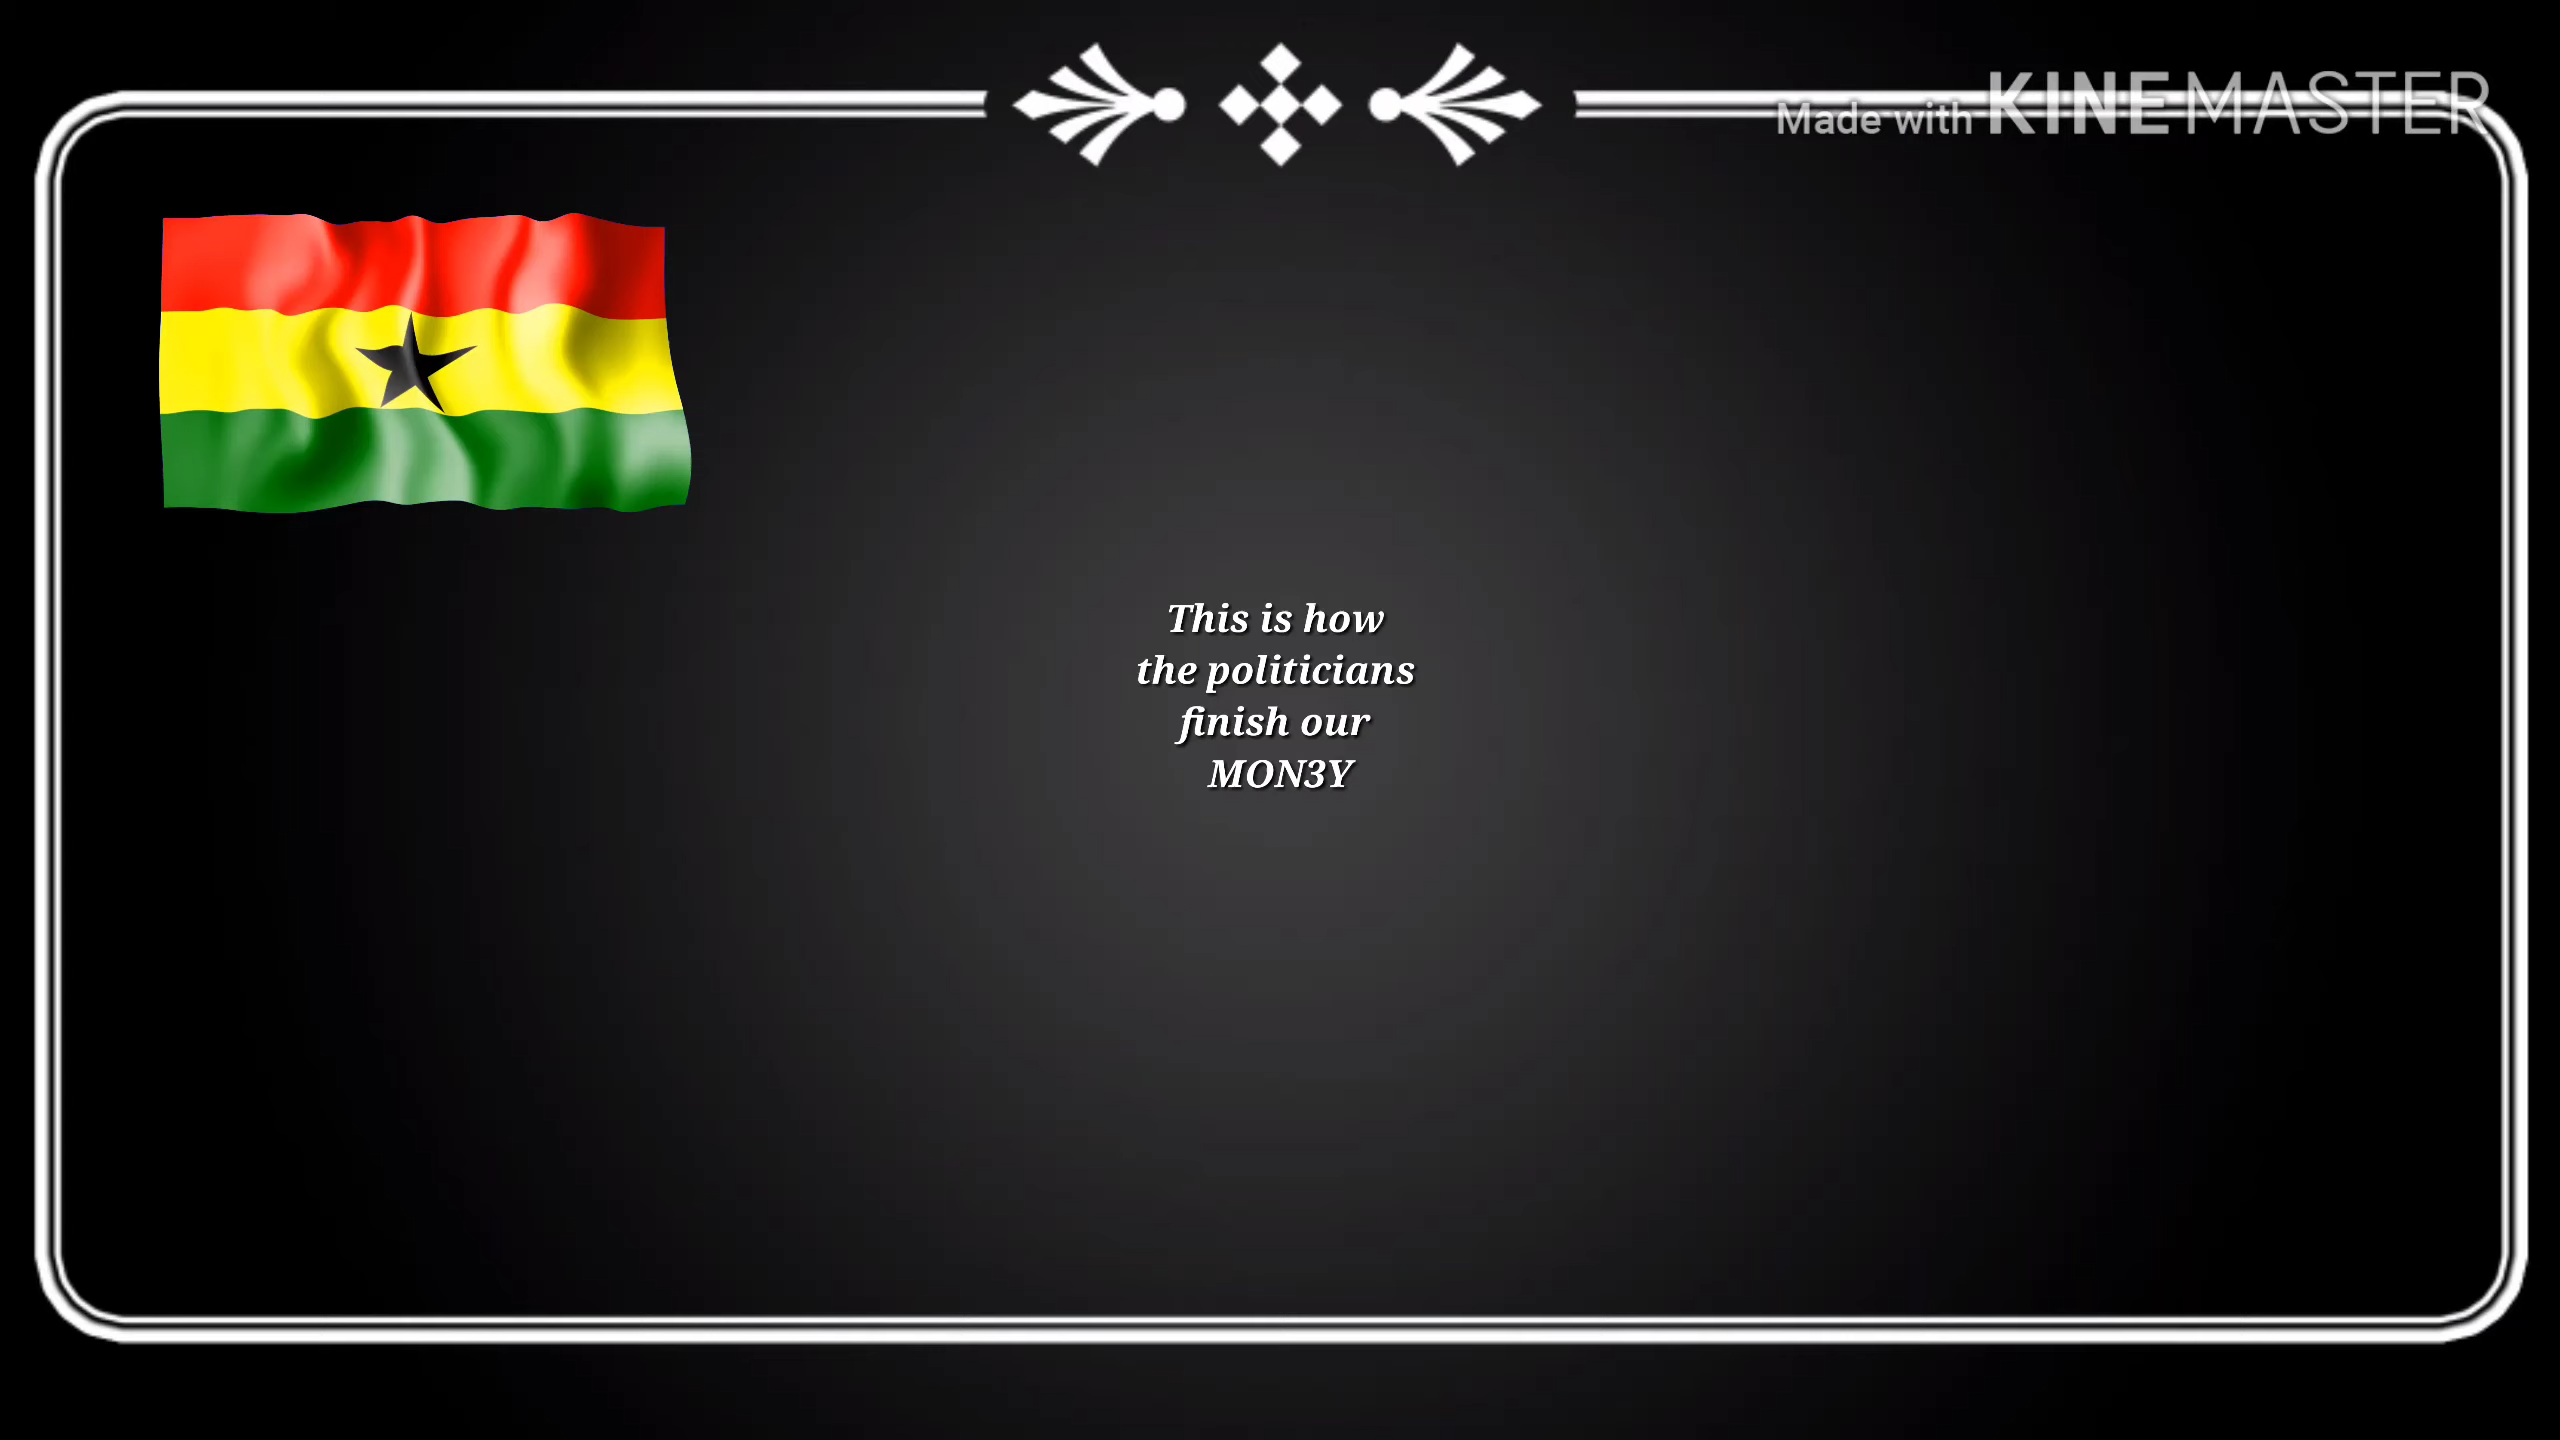 Made with KINEMASTER
This is how
the politicians
finish our
MON3Y